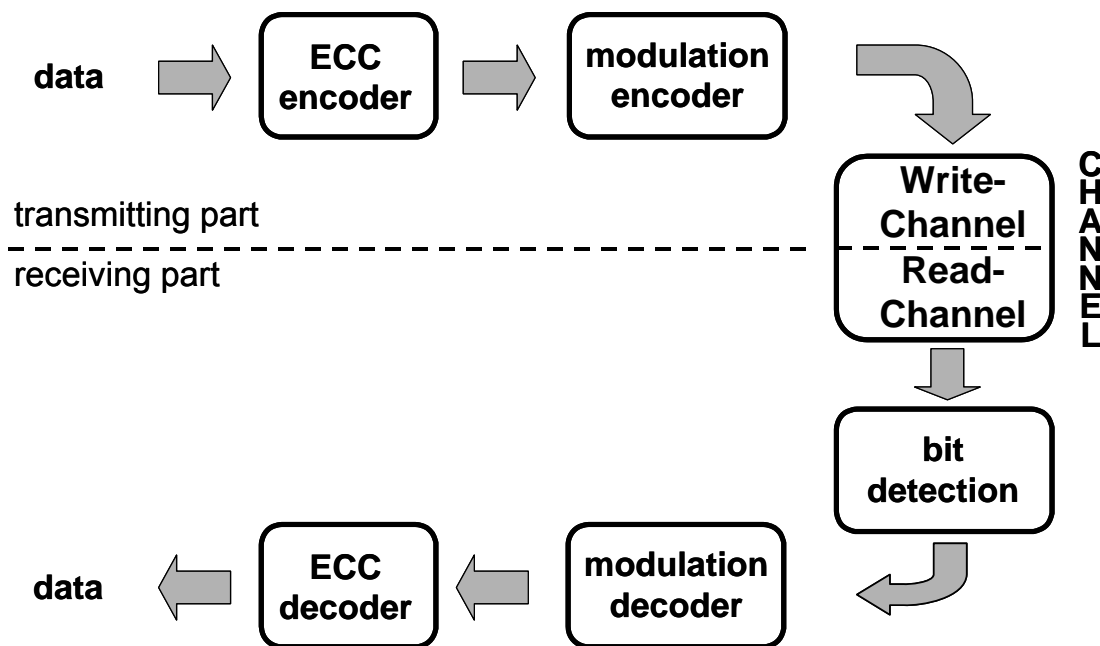 data
ECC
encoder
modulation
encoder
Write-
Channel
Read-
Channel
CHANNEL
transmitting part
receiving part
bit
detection
modulation
decoder
ECC
decoder
data